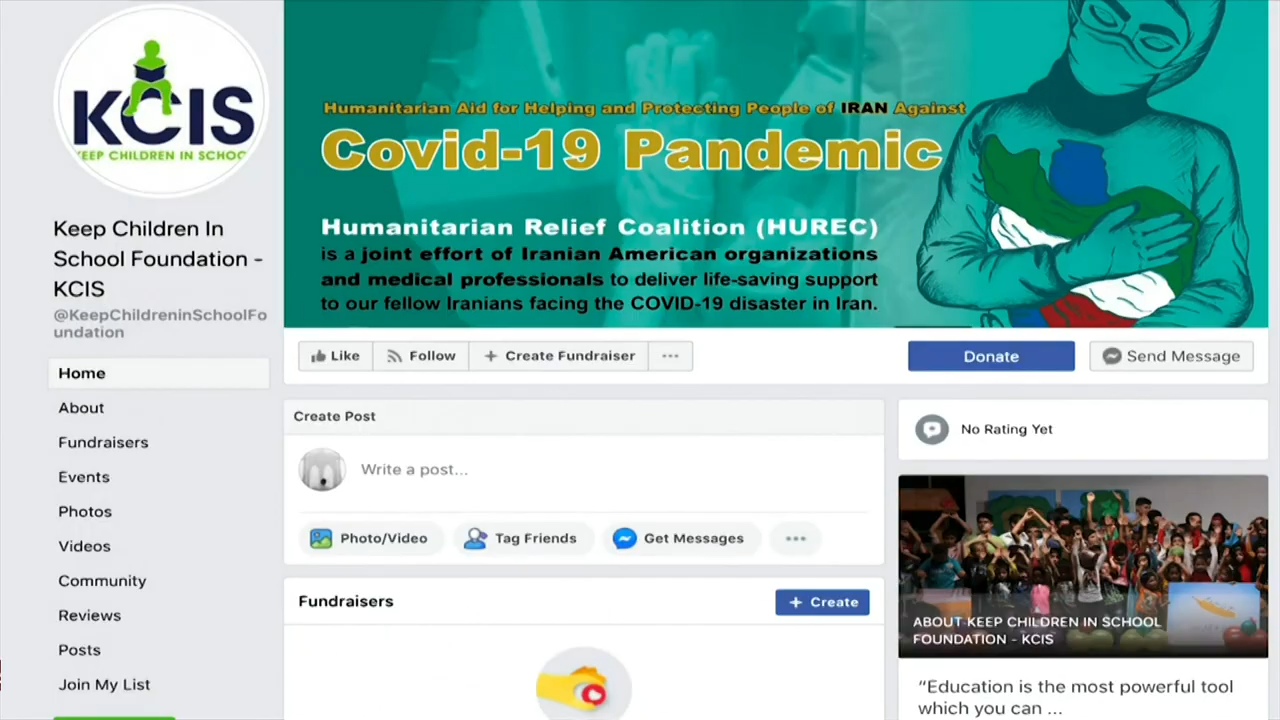 KCIS
KEEP CHILDREN IN SCHOO
Keep Children In
School Foundation -
KCIS
@KeepChildreninSchoolFo
undation
Home
About
Fundraisers
Events
Photos
Videos
Community
Reviews
Posts
Join My List
Humanitarian Aid for Helping and Protecting People of IRAN Against
Covid-19 Pandemic
Humanitarian Relief Coalition (HUREC)
is a joint effort of Iranian American organizations
and medical professionals to deliver life-saving support
to our fellow Iranians facing the COVID-19 disaster in Iran.
Like
Follow
+ Create Fundraiser
...
Donate
Send Message
Create Post
Write a post...
Photo/Video
Tag Friends
Get Messages
...
Fundraisers
+ Create
No Rating Yet
ABOUT KEEP CHILDREN IN SCHOOL
FOUNDATION - KCIS
“Education is the most powerful tool
which you can ...